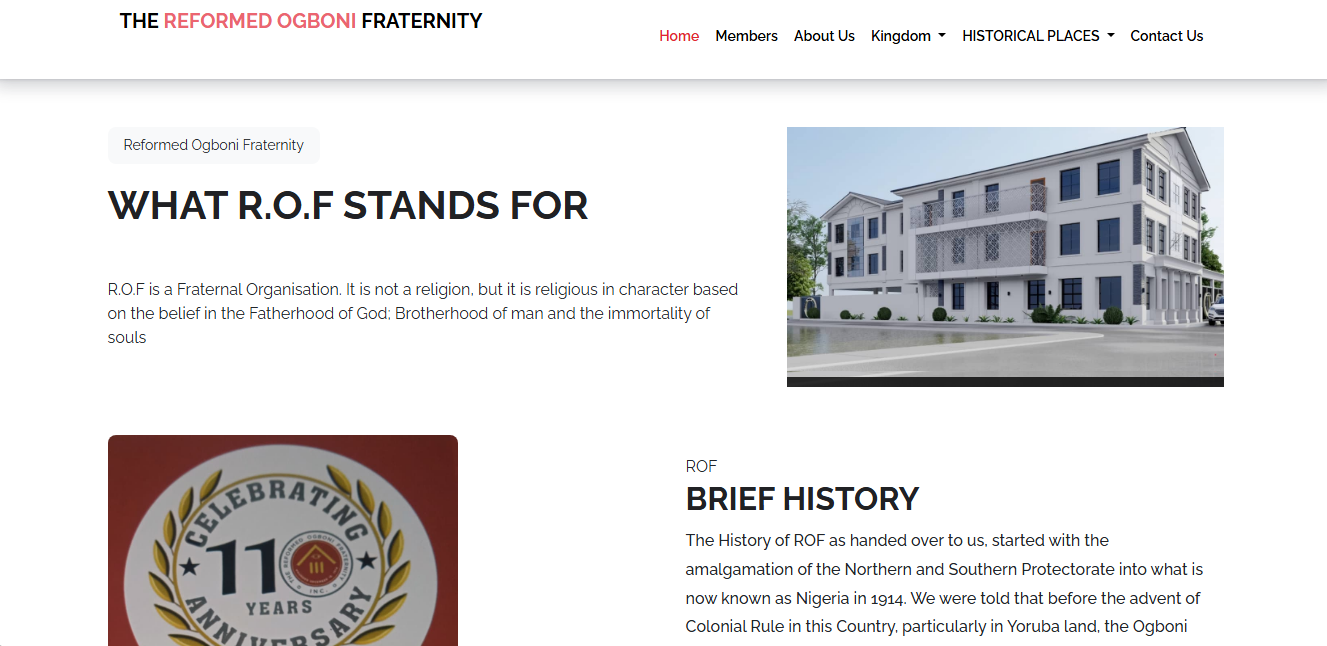 THE REFORMED OGBONI FRATERNITY
Home Members About Us Kingdom HISTORICAL PLACES Contact Us
Reformed Ogboni Fraternity
WHAT R.O.F STANDS FOR
R.O.F is a Fraternal Organisation. It is not a religion, but it is religious in character based
on the belief in the Fatherhood of God; Brotherhood of man and the immortality of
souls
CELEBRATING
110
THE REFORMED OGBONI FRATERNITY
INC.
YEARS
ANNIVERSARY
ROF
BRIEF HISTORY
The History of ROF as handed over to us, started with the
amalgamation of the Northern and Southern Protectorate into what is
now known as Nigeria in 1914. We were told that before the advent of
Colonial Rule in this Country, particularly in Yoruba land, the Ogboni